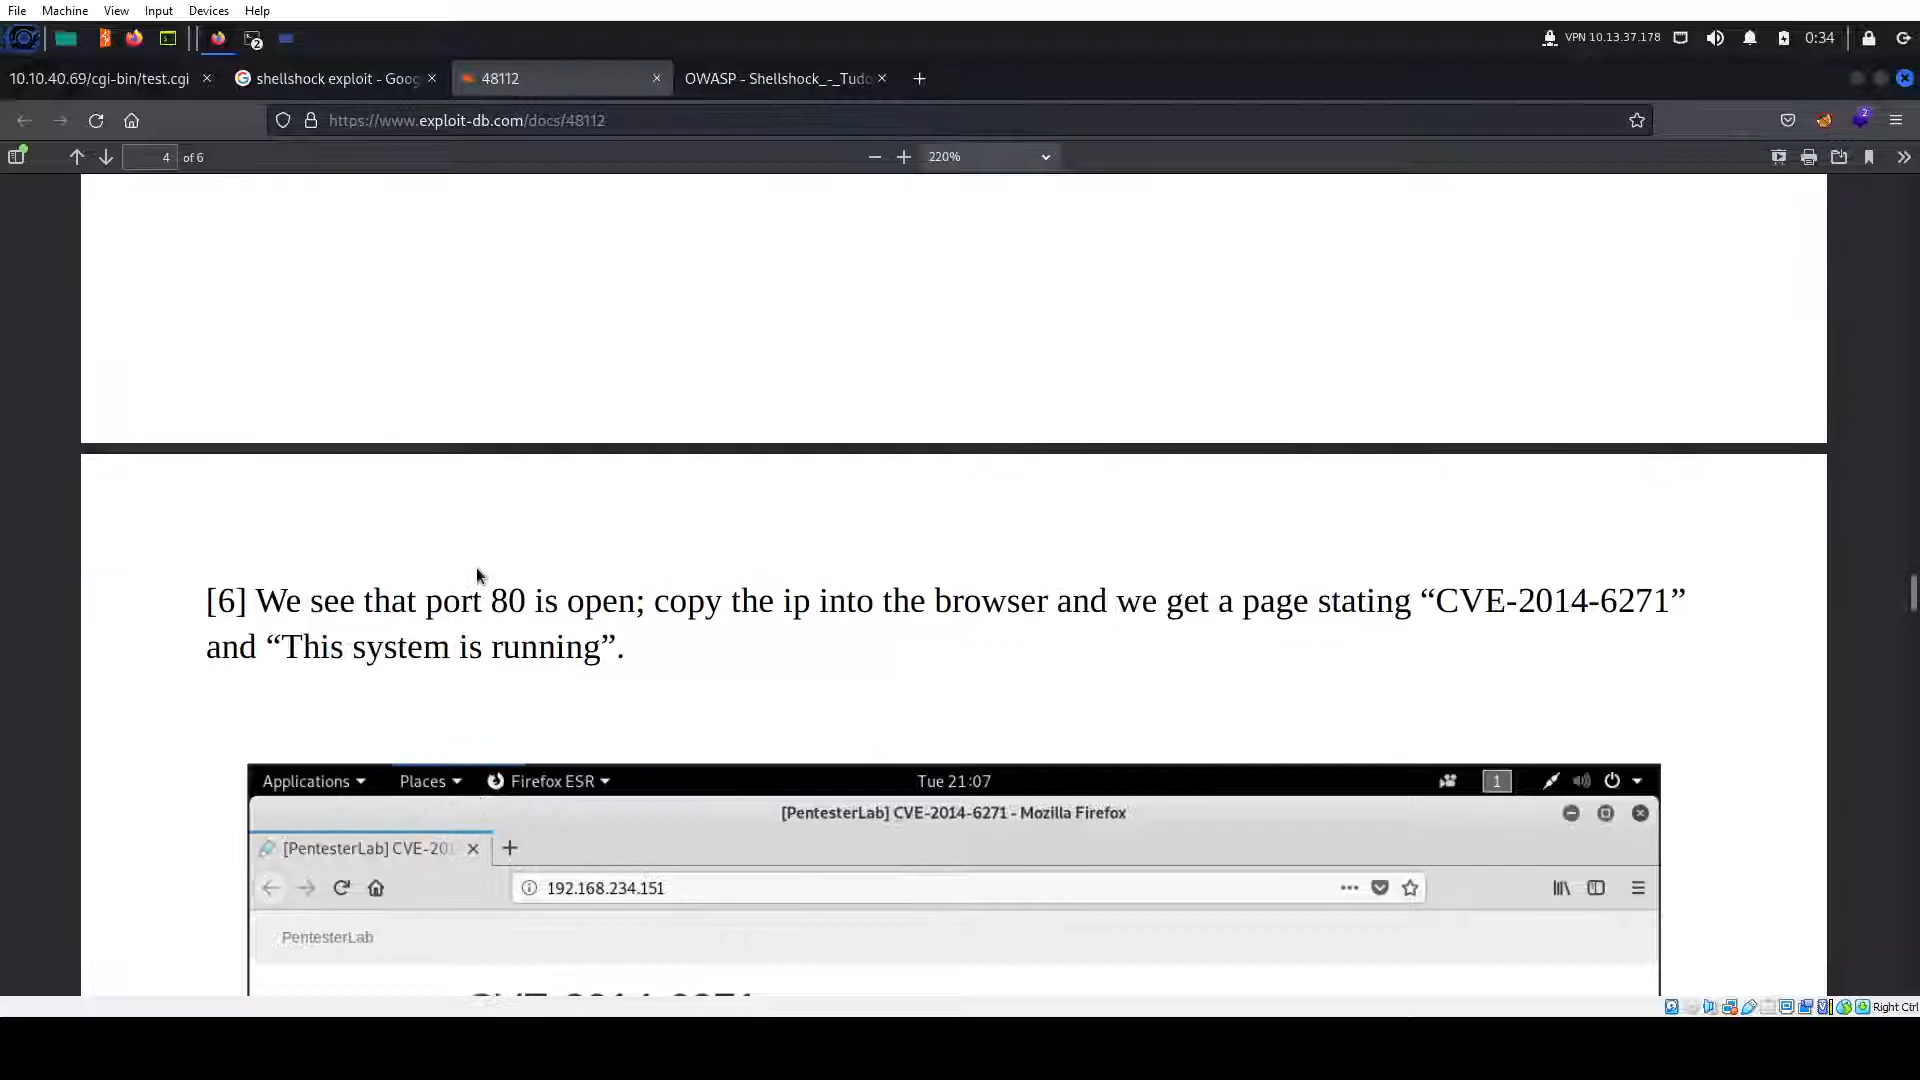 File Machine View Input Devices Help
2 VPN 10.13.37.178 0:34
10.10.40.69/cgi-bin/test.cgi shellshock exploit - Goog 48112 OWASP - Shellshock_-_Tudo
https://www.exploit-db.com/docs/48112 2
4 of 6 220%
[6] We see that port 80 is open; copy the ip into the browser and we get a page stating “CVE-2014-6271”
and “This system is running”.
Applications Places Firefox ESR Tue 21:07 1
[PentesterLab] CVE-2014-6271 - Mozilla Firefox
[PentesterLab] CVE-201
192.168.234.151
PentesterLab
Right Ctrl